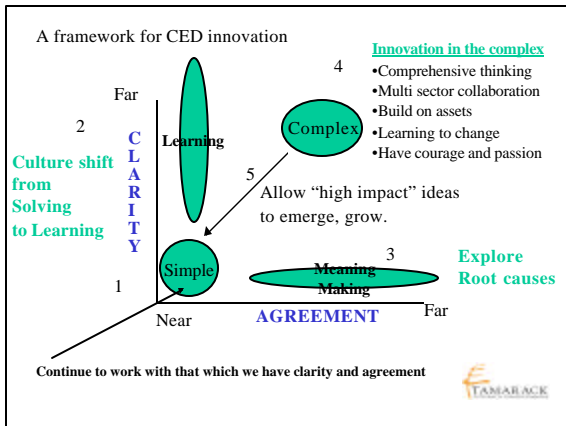 A framework for CED innovation
Innovation in the complex
•Comprehensive thinking
•Multi sector collaboration
•Build on assets
•Learning to change
•Have courage and passion
4
Far
2
CLARITY
Learning
Complex
Culture shift
from
Solving
to Learning
5
Allow “high impact” ideas
to emerge, grow.
Simple
3
Meaning
Making
Explore
Root causes
1
Near
AGREEMENT
Far
Continue to work with that which we have clarity and agreement
TAMARACK